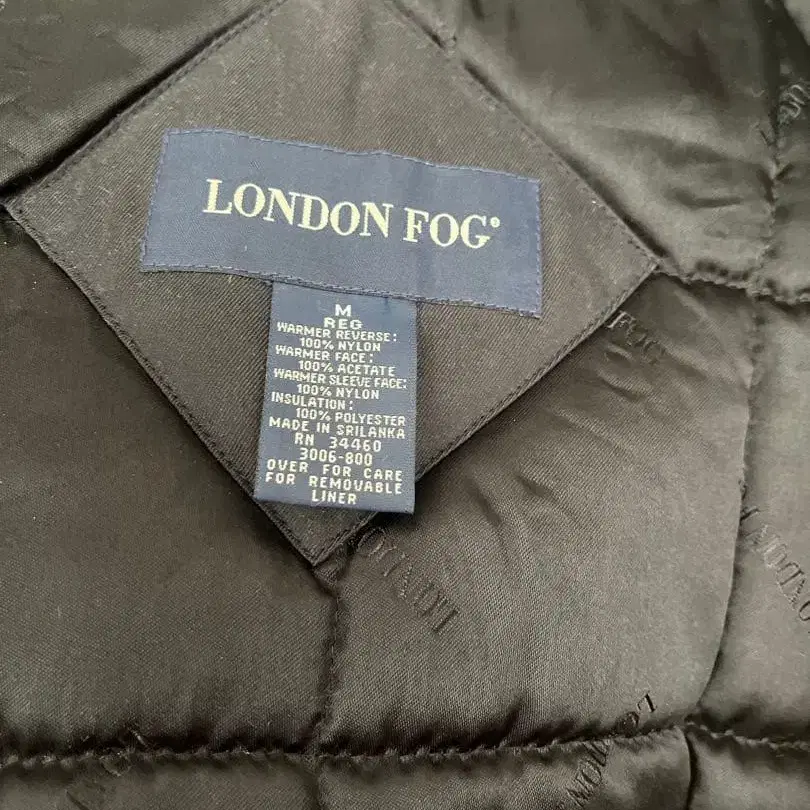 LONDON FOG®
M
REG
WARMER REVERSE:
100% NYLON
WARMER FACE:
100% ACETATE
WARMER SLEEVE FACE:
100% NYLON
INSULATION:
100% POLYESTER
MADE IN SRILANKA
RN 34460
3006-800
OVER FOR CARE
FOR REMOVABLE
LINER
FOG